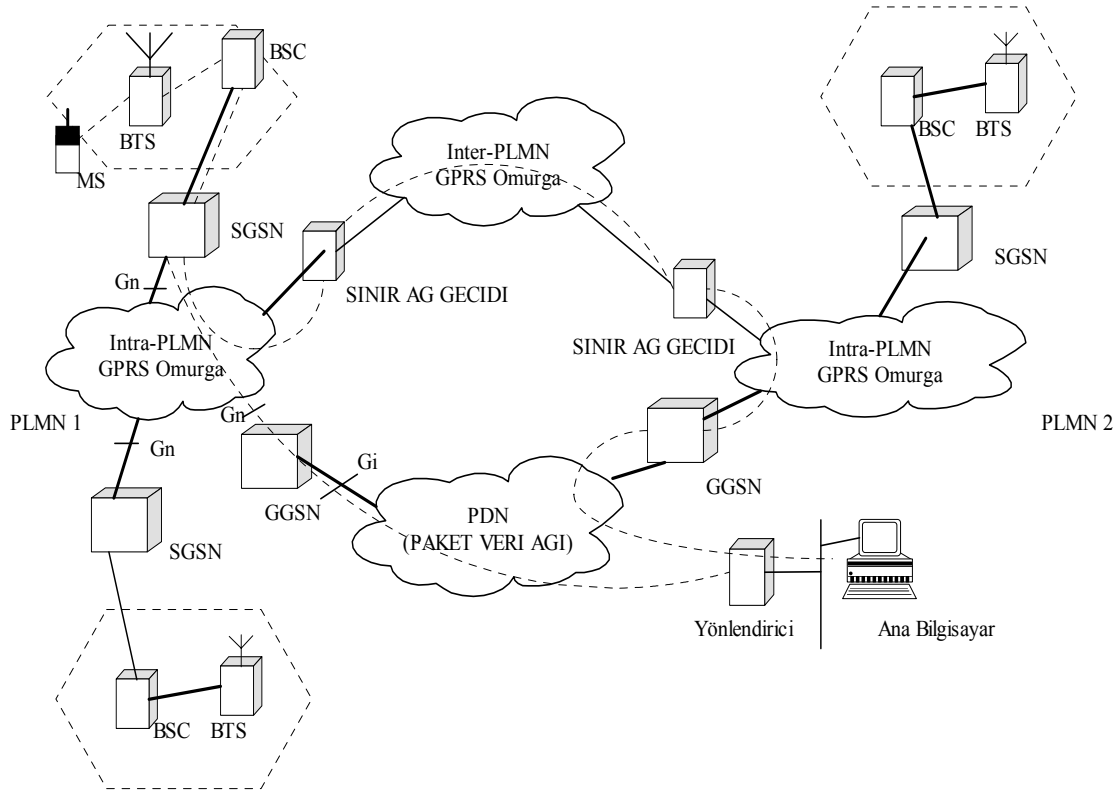 BSC
BTS
MS
Inter-PLMN
GPRS Omurga
BSC
BTS
SGSN
SGSN
Gn
SINIR AG GECIDI
SINIR AG GECIDI
Intra-PLMN
GPRS Omurga
Intra-PLMN
GPRS Omurga
PLMN 1
Gn
PLMN 2
Gn
Gi
GGSN
GGSN
PDN
(PAKET VERI AGI)
SGSN
Yönlendirici
Ana Bilgisayar
BSC
BTS